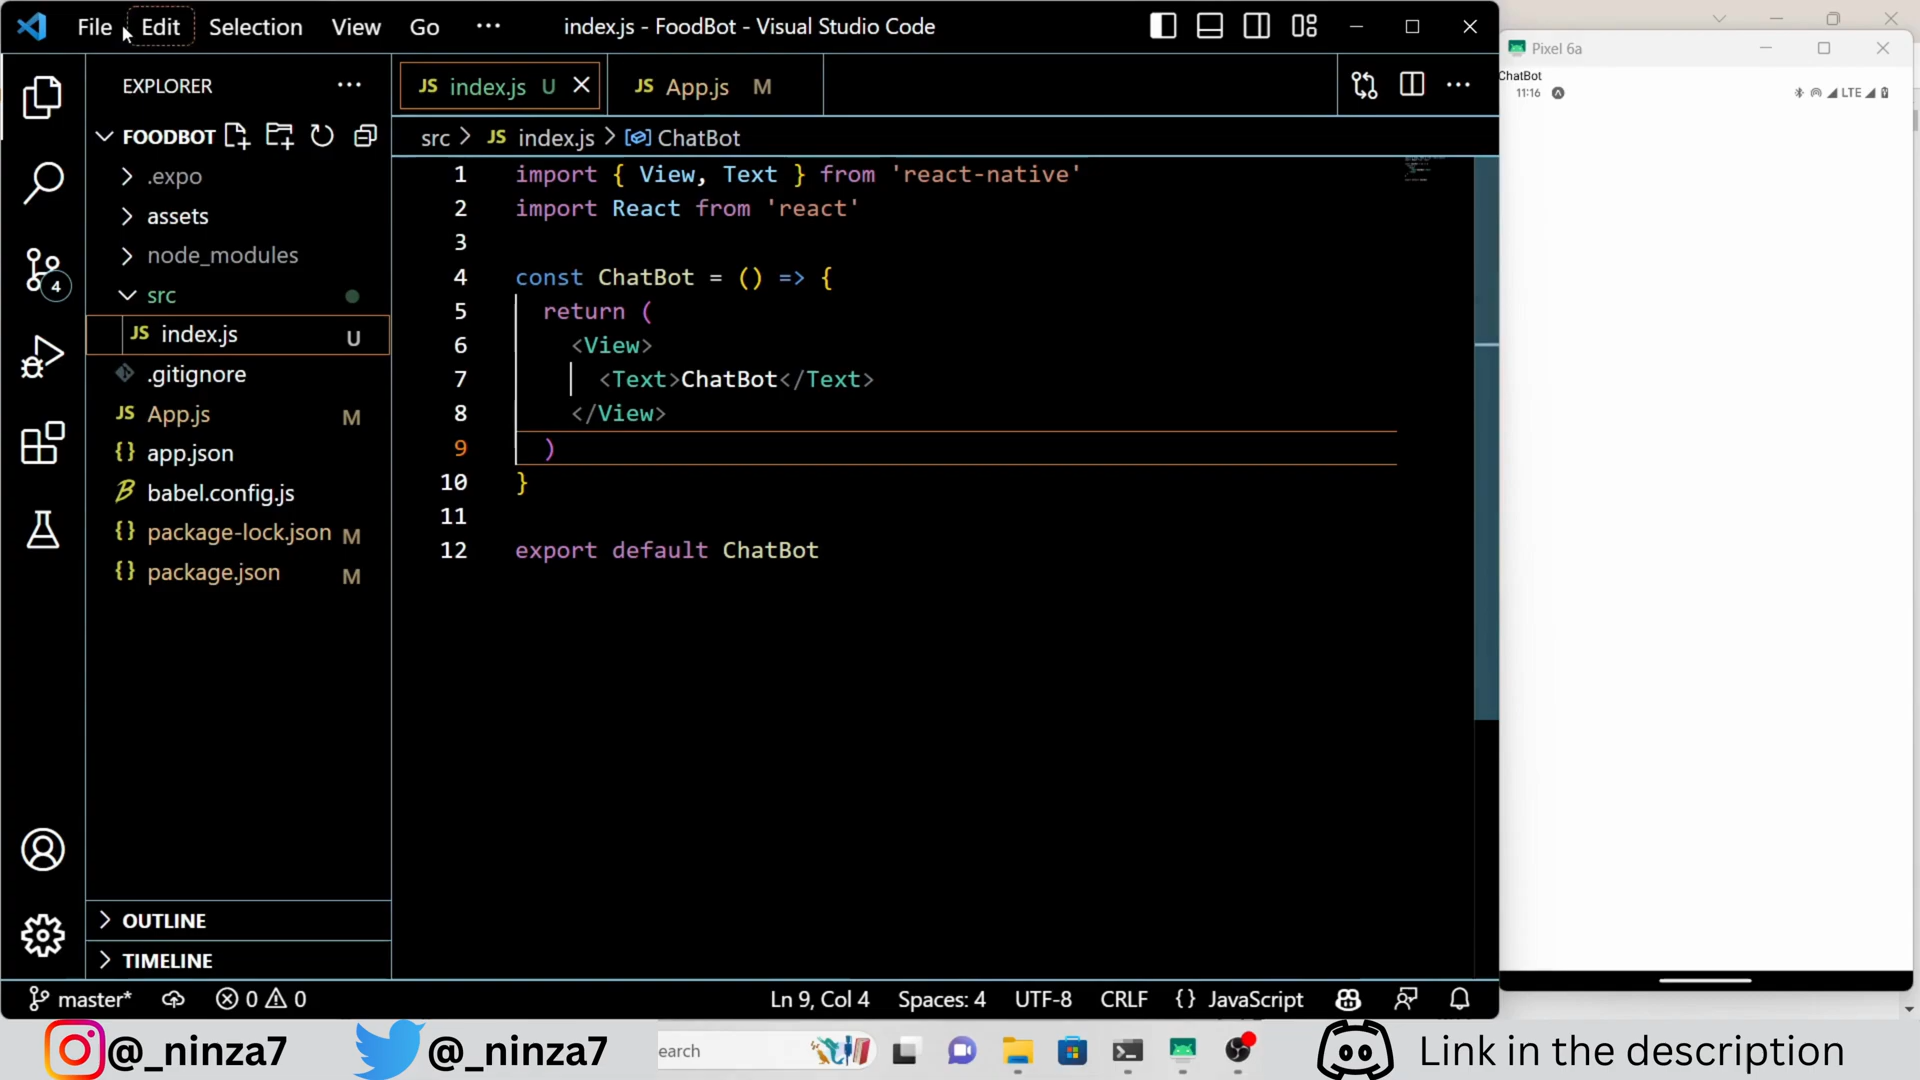 File Edit Selection View Go ··· index.js - FoodBot - Visual Studio Code
Pixel 6a
EXPLORER ···
JS index.js U
JS App.js M
ChatBot
11:16
LTE
FOODBOT
src > JS index.js > ChatBot
.expo
assets
node_modules
src
JS index.js U
.gitignore
JS App.js M
{} app.json
babel.config.js
{} package-lock.json M
{} package.json M
4
1 import { View, Text } from 'react-native'
2 import React from 'react'
3
4 const ChatBot = () => {
5 return (
6 <View>
7 <Text>ChatBot</Text>
8 </View>
9 )
10 }
11
12 export default ChatBot
OUTLINE
TIMELINE
master* 0 0 Ln 9, Col 4 Spaces: 4 UTF-8 CRLF {} JavaScript
@_ninza7 @_ninza7 earch Link in the description